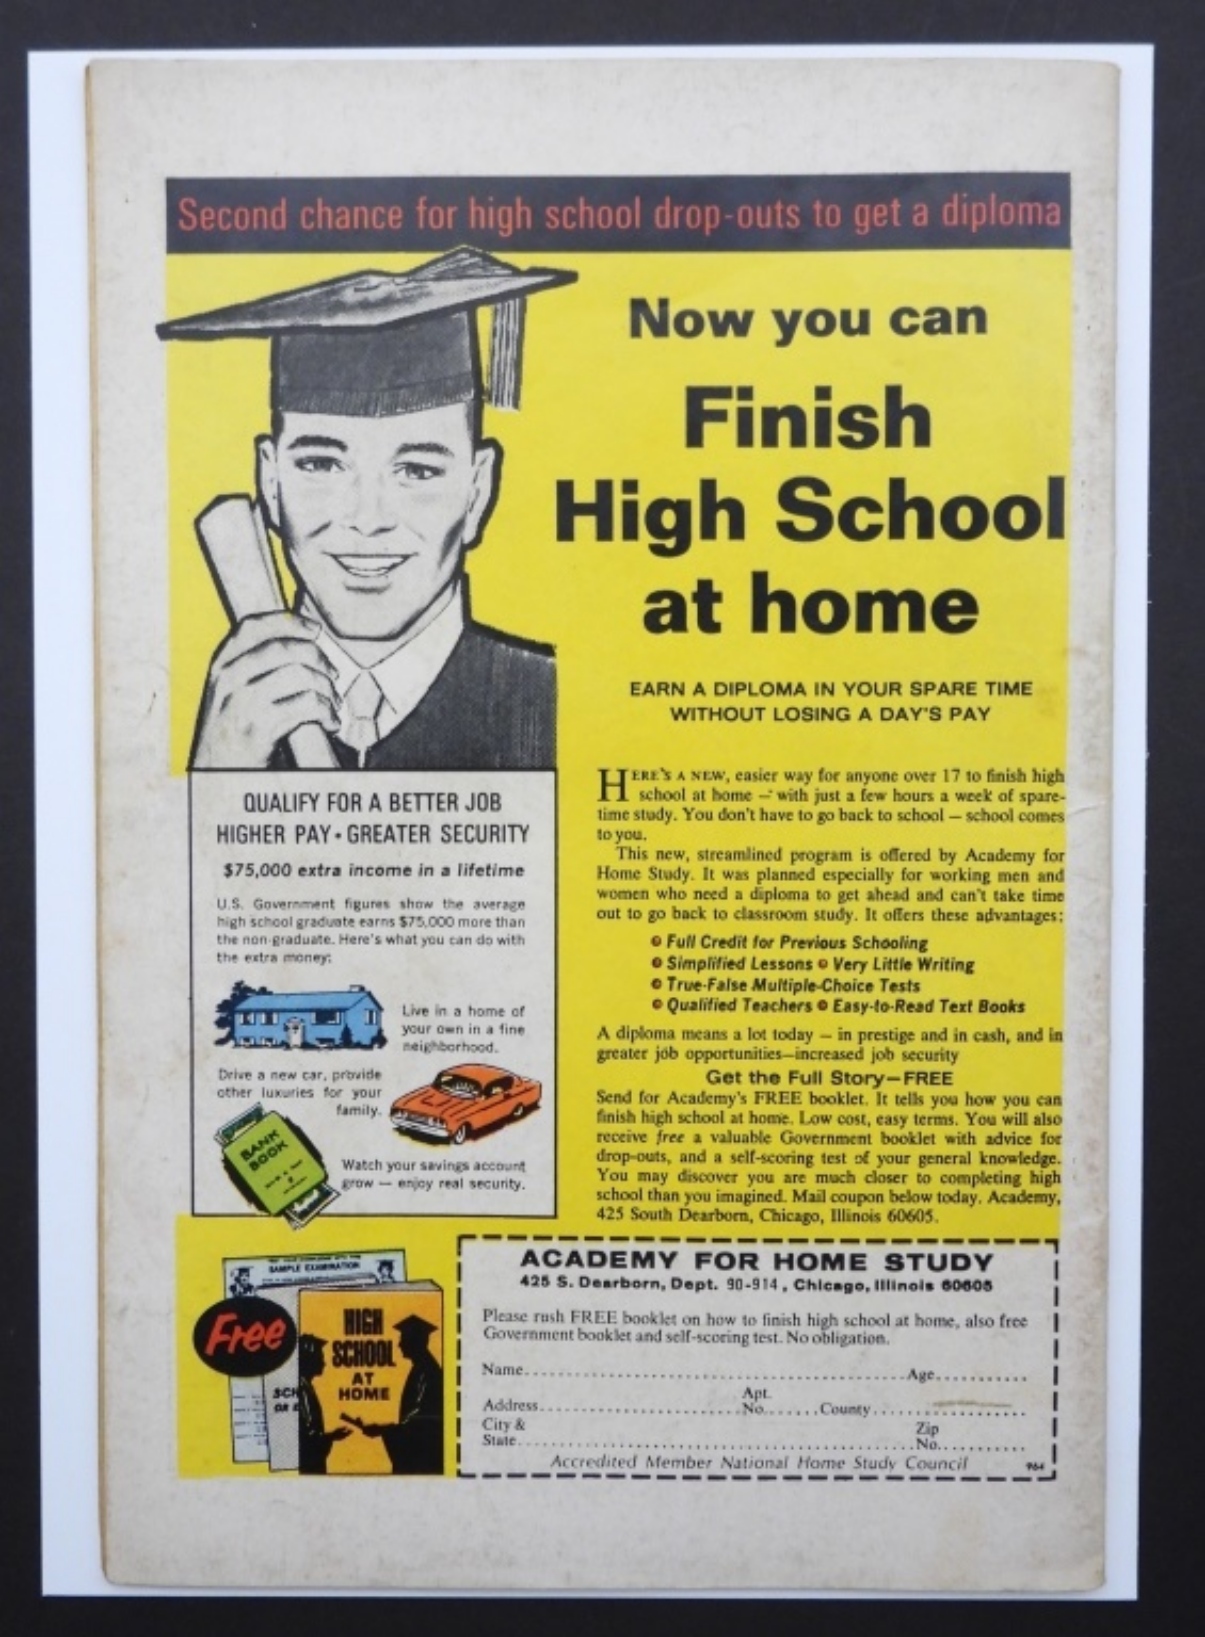 Second chance for high school drop-outs to get a diploma
Now you can
Finish
High School
at home
EARN A DIPLOMA IN YOUR SPARE TIME
WITHOUT LOSING A DAY'S PAY
HERE'S A NEW, easier way for anyone over 17 to finish high
school at home — with just a few hours a week of spare-
time study. You don't have to go back to school — school comes
to you.
This new, streamlined program is offered by Academy for
Home Study. It was planned especially for working men and
women who need a diploma to get ahead and can't take time
out to go back to classroom study. It offers these advantages:
Full Credit for Previous Schooling
Simplified Lessons Very Little Writing
True-False Multiple-Choice Tests
Qualified Teachers Easy-to-Read Text Books
A diploma means a lot today — in prestige and in cash, and in
greater job opportunities—increased job security
Get the Full Story—FREE
Send for Academy's FREE booklet. It tells you how you can
finish high school at home. Low cost, easy terms. You will also
receive free a valuable Government booklet with advice for
drop-outs, and a self-scoring test of your general knowledge.
You may discover you are much closer to completing high
school than you imagined. Mail coupon below today. Academy,
425 South Dearborn, Chicago, Illinois 60605.
QUALIFY FOR A BETTER JOB
HIGHER PAY • GREATER SECURITY
$75,000 extra income in a lifetime
U.S. Government figures show the average
high school graduate earns $75,000 more than
the non-graduate. Here's what you can do with
the extra money:
Live in a home of
your own in a fine
neighborhood.
Drive a new car, provide
other luxuries for your
family.
BANK
BOOK
Watch your savings account
grow — enjoy real security.
SAMPLE EXAMINATION
Free
HIGH
SCHOOL
AT
HOME
SCH
OR
ACADEMY FOR HOME STUDY
425 S. Dearborn, Dept. 90-914, Chicago, Illinois 60605
Please rush FREE booklet on how to finish high school at home, also free
Government booklet and self-scoring test. No obligation.
Name Age
Address Apt. No. County
City & State Zip No.
Accredited Member National Home Study Council 964